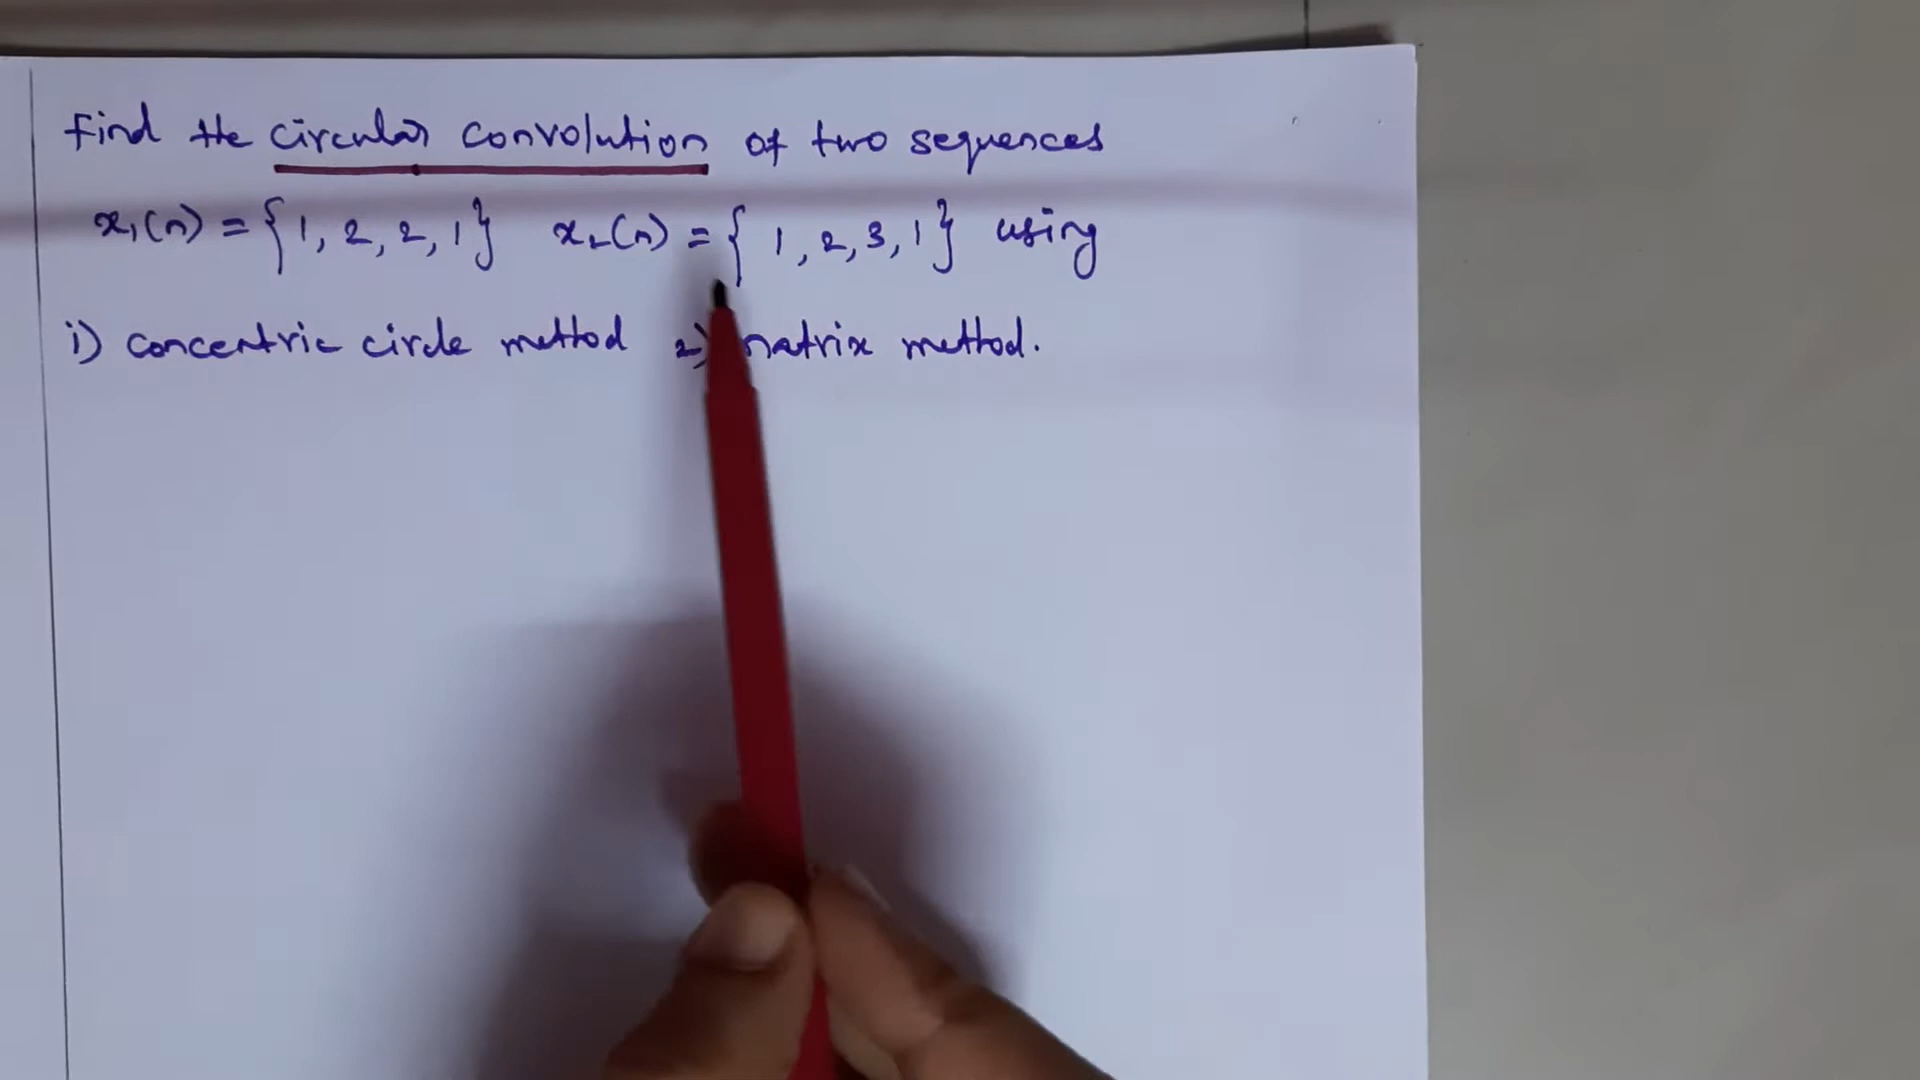 Find the circular convolution of two sequences
x₁(n) = {1, 2, 2, 1} x₂(n) = {1, 2, 3, 1} using
i) concentric circle method 2) matrix method.